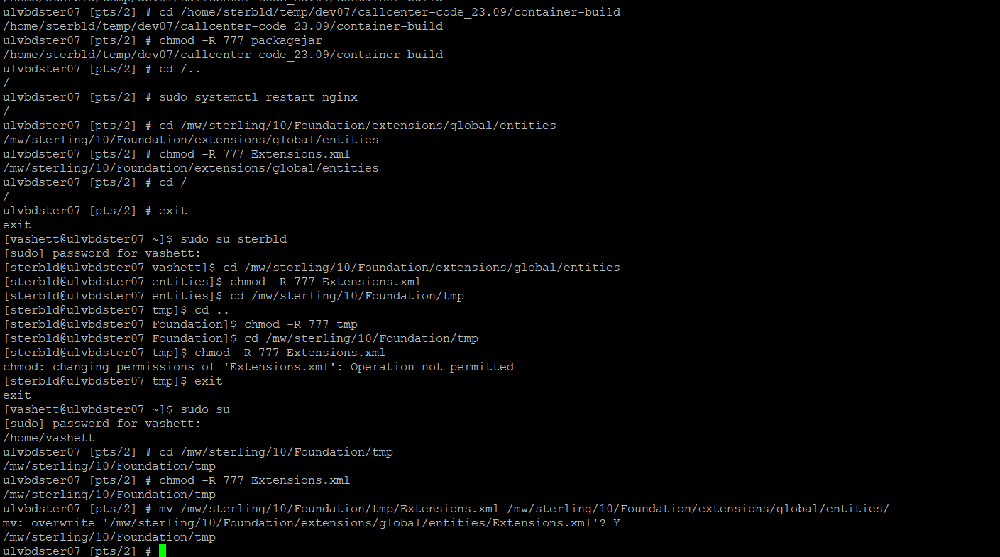 ulvbdster07 [pts/2] # cd /home/sterbld/temp/dev07/callcenter-code_23.09/container-build
/home/sterbld/temp/dev07/callcenter-code_23.09/container-build
ulvbdster07 [pts/2] # chmod -R 777 packagejar
/home/sterbld/temp/dev07/callcenter-code_23.09/container-build
ulvbdster07 [pts/2] # cd /..
/
ulvbdster07 [pts/2] # sudo systemctl restart nginx
/
ulvbdster07 [pts/2] # cd /mw/sterling/10/Foundation/extensions/global/entities
/mw/sterling/10/Foundation/extensions/global/entities
ulvbdster07 [pts/2] # chmod -R 777 Extensions.xml
/mw/sterling/10/Foundation/extensions/global/entities
ulvbdster07 [pts/2] # cd /
/
ulvbdster07 [pts/2] # exit
exit
[vashett@ulvbdster07 ~]$ sudo su sterbld
[sudo] password for vashett:
[sterbld@ulvbdster07 vashett]$ cd /mw/sterling/10/Foundation/extensions/global/entities
[sterbld@ulvbdster07 entities]$ chmod -R 777 Extensions.xml
[sterbld@ulvbdster07 entities]$ cd /mw/sterling/10/Foundation/tmp
[sterbld@ulvbdster07 tmp]$ cd ..
[sterbld@ulvbdster07 Foundation]$ chmod -R 777 tmp
[sterbld@ulvbdster07 Foundation]$ cd /mw/sterling/10/Foundation/tmp
[sterbld@ulvbdster07 tmp]$ chmod -R 777 Extensions.xml
chmod: changing permissions of 'Extensions.xml': Operation not permitted
[sterbld@ulvbdster07 tmp]$ exit
exit
[vashett@ulvbdster07 ~]$ sudo su
[sudo] password for vashett:
/home/vashett
ulvbdster07 [pts/2] # cd /mw/sterling/10/Foundation/tmp
/mw/sterling/10/Foundation/tmp
ulvbdster07 [pts/2] # chmod -R 777 Extensions.xml
/mw/sterling/10/Foundation/tmp
ulvbdster07 [pts/2] # mv /mw/sterling/10/Foundation/tmp/Extensions.xml /mw/sterling/10/Foundation/extensions/global/entities/
mv: overwrite '/mw/sterling/10/Foundation/extensions/global/entities/Extensions.xml'? Y
/mw/sterling/10/Foundation/tmp
ulvbdster07 [pts/2] #